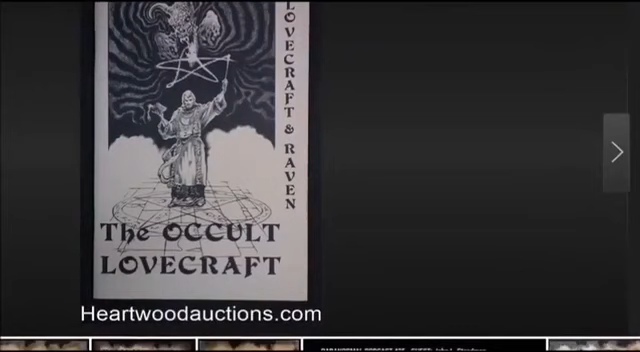 LOVECRAFT & RAVEN
The OCCULT
LOVECRAFT
Heartwoodauctions.com